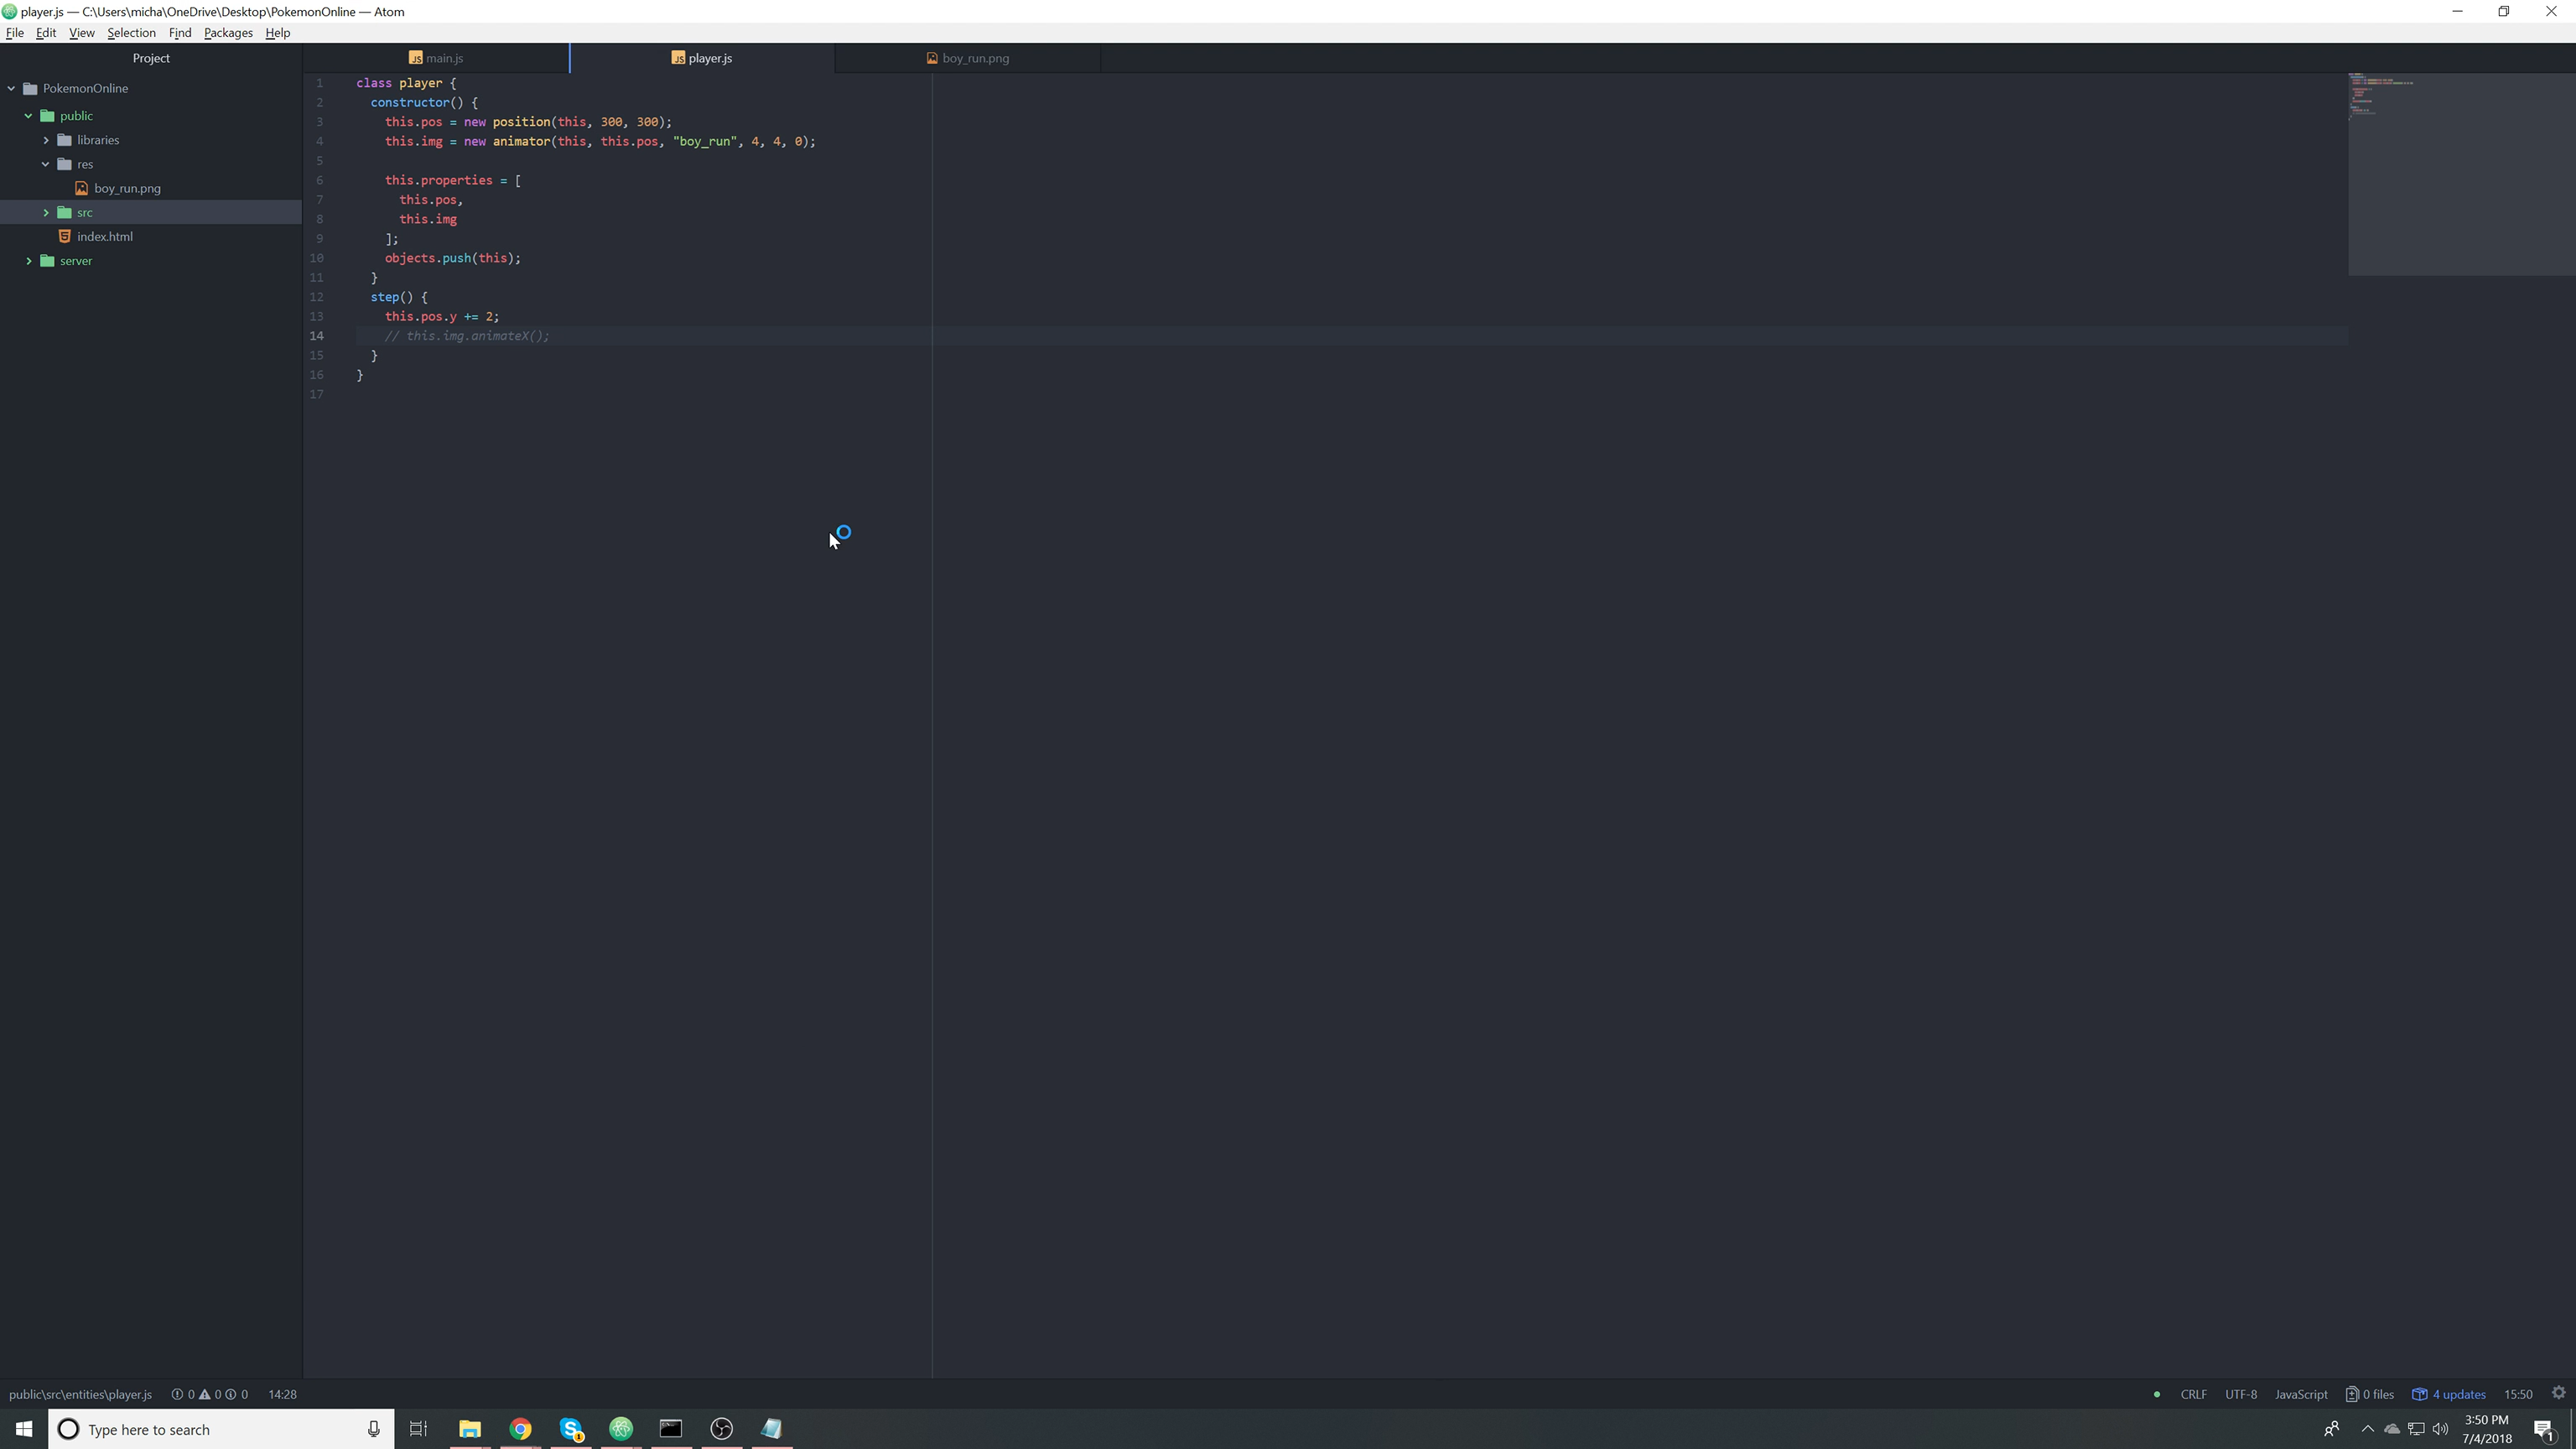 player.js — C:\Users\micha\OneDrive\Desktop\PokemonOnline — Atom
File Edit View Selection Find Packages Help
Project
main.js
player.js
boy_run.png
PokemonOnline
public
libraries
res
boy_run.png
src
index.html
server
1 class player {
2 constructor() {
3 this.pos = new position(this, 300, 300);
4 this.img = new animator(this, this.pos, "boy_run", 4, 4, 0);
5
6 this.properties = [
7 this.pos,
8 this.img
9 ];
10 objects.push(this);
11 }
12 step() {
13 this.pos.y += 2;
14 // this.img.animateX();
15 }
16 }
17
public\src\entities\player.js 0 0 0 14:28
CRLF UTF-8 JavaScript 0 files 4 updates 15:50
Type here to search
3:50 PM
7/4/2018